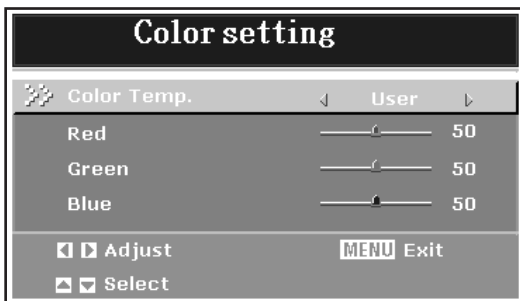 Color setting
Color Temp. User
Red 50
Green 50
Blue 50
Adjust MENU Exit
Select